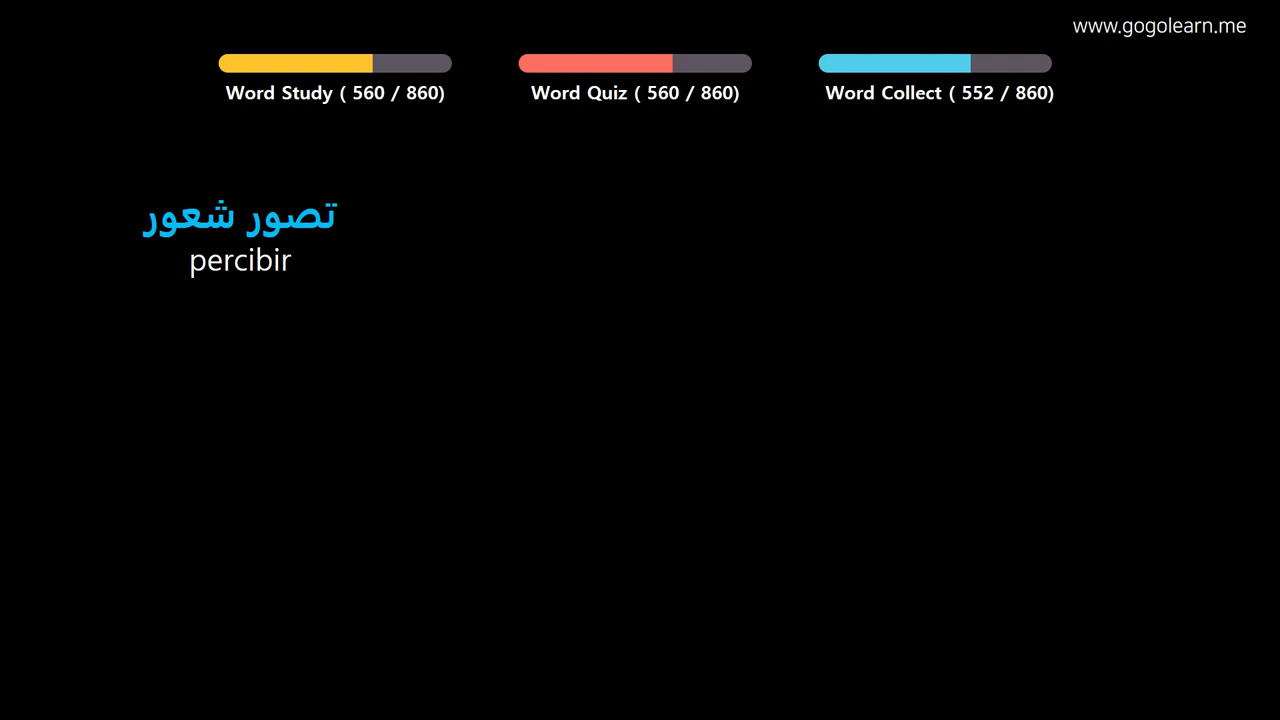 www.gogolearn.me
Word Study ( 560 / 860)
Word Quiz ( 560 / 860)
Word Collect ( 552 / 860)
تصور شعور
percibir